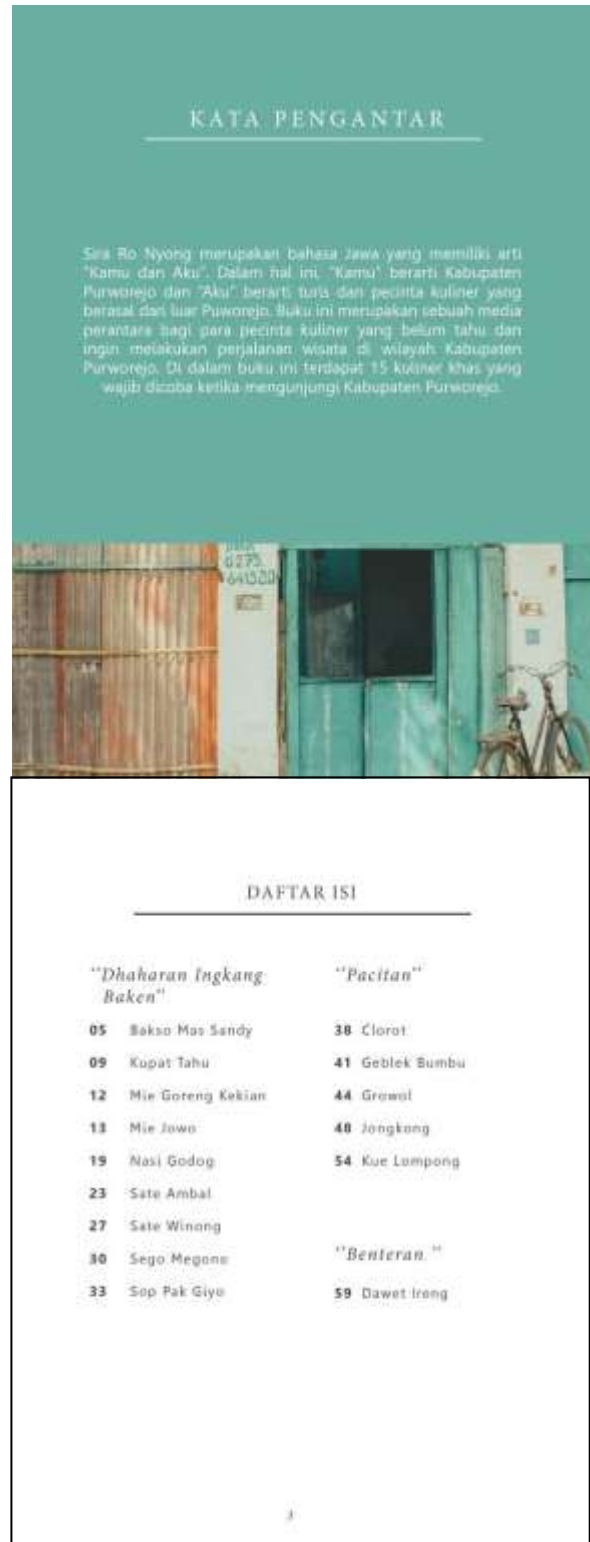 KATA PENGANTAR
Sira Ro Nyong merupakan bahasa Jawa yang memiliki arti
"Kamu dan Aku". Dalam hal ini, "Kamu" berarti Kabupaten
Purworejo dan "Aku" berarti turis dan pecinta kuliner yang
berasal dari luar Puworejo. Buku ini merupakan sebuah media
perantara bagi para pecinta kuliner yang belum tahu dan
ingin melakukan perjalanan wisata di wilayah Kabupaten
Purworejo. Di dalam buku ini terdapat 15 kuliner khas yang
wajib dicoba ketika mengunjungi Kabupaten Purworejo.
0275
641320
DAFTAR ISI
"Dhaharan Ingkang
Baken"
05 Bakso Mas Sandy
09 Kupat Tahu
12 Mie Goreng Kekian
13 Mie Jowo
19 Nasi Godog
23 Sate Ambal
27 Sate Winong
30 Sego Megono
33 Sop Pak Giyo
"Pacitan"
38 Clorot
41 Geblek Bumbu
44 Growol
48 Jongkong
54 Kue Lompong
"Benteran "
59 Dawet Ireng
3